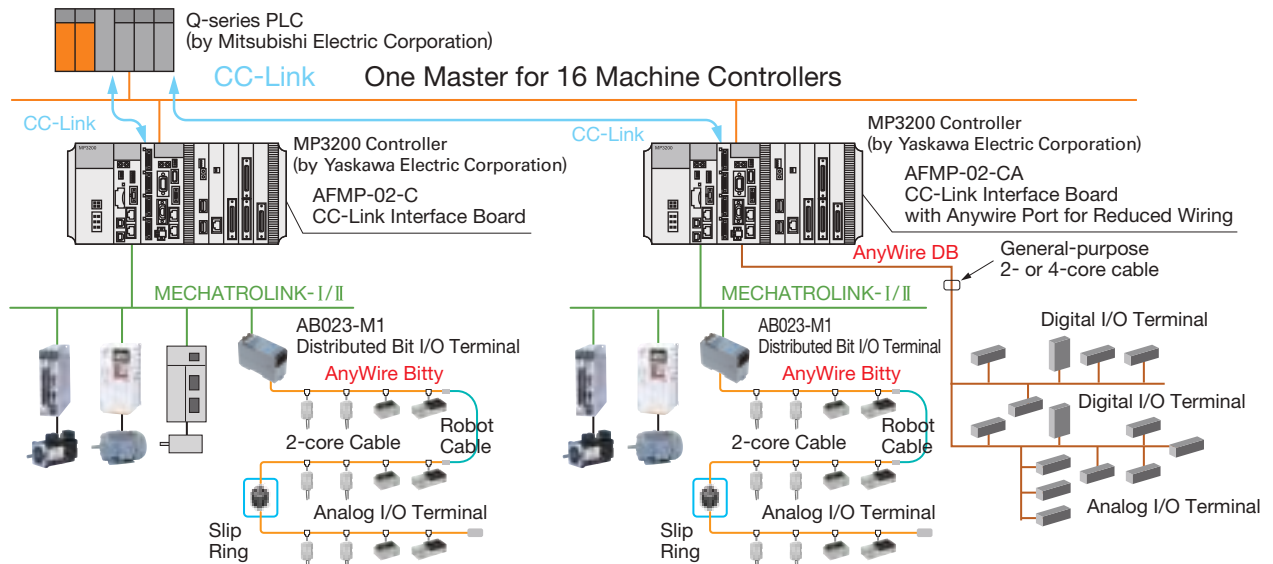 Q-series PLC
(by Mitsubishi Electric Corporation)
CC-Link One Master for 16 Machine Controllers
CC-Link
CC-Link
MP3200
MP3200 Controller
(by Yaskawa Electric Corporation)
AFMP-02-C
CC-Link Interface Board
MP3200
MP3200 Controller
(by Yaskawa Electric Corporation)
AFMP-02-CA
CC-Link Interface Board
with Anywire Port for Reduced Wiring
AnyWire DB
General-purpose
2- or 4-core cable
MECHATROLINK-I/II
AB023-M1
Distributed Bit I/O Terminal
AnyWire Bitty
Robot
Cable
2-core Cable
Slip
Ring
Analog I/O Terminal
MECHATROLINK-I/II
AB023-M1
Distributed Bit I/O Terminal
AnyWire Bitty
Robot
Cable
2-core Cable
Slip
Ring
Analog I/O Terminal
Digital I/O Terminal
Digital I/O Terminal
Analog I/O Terminal